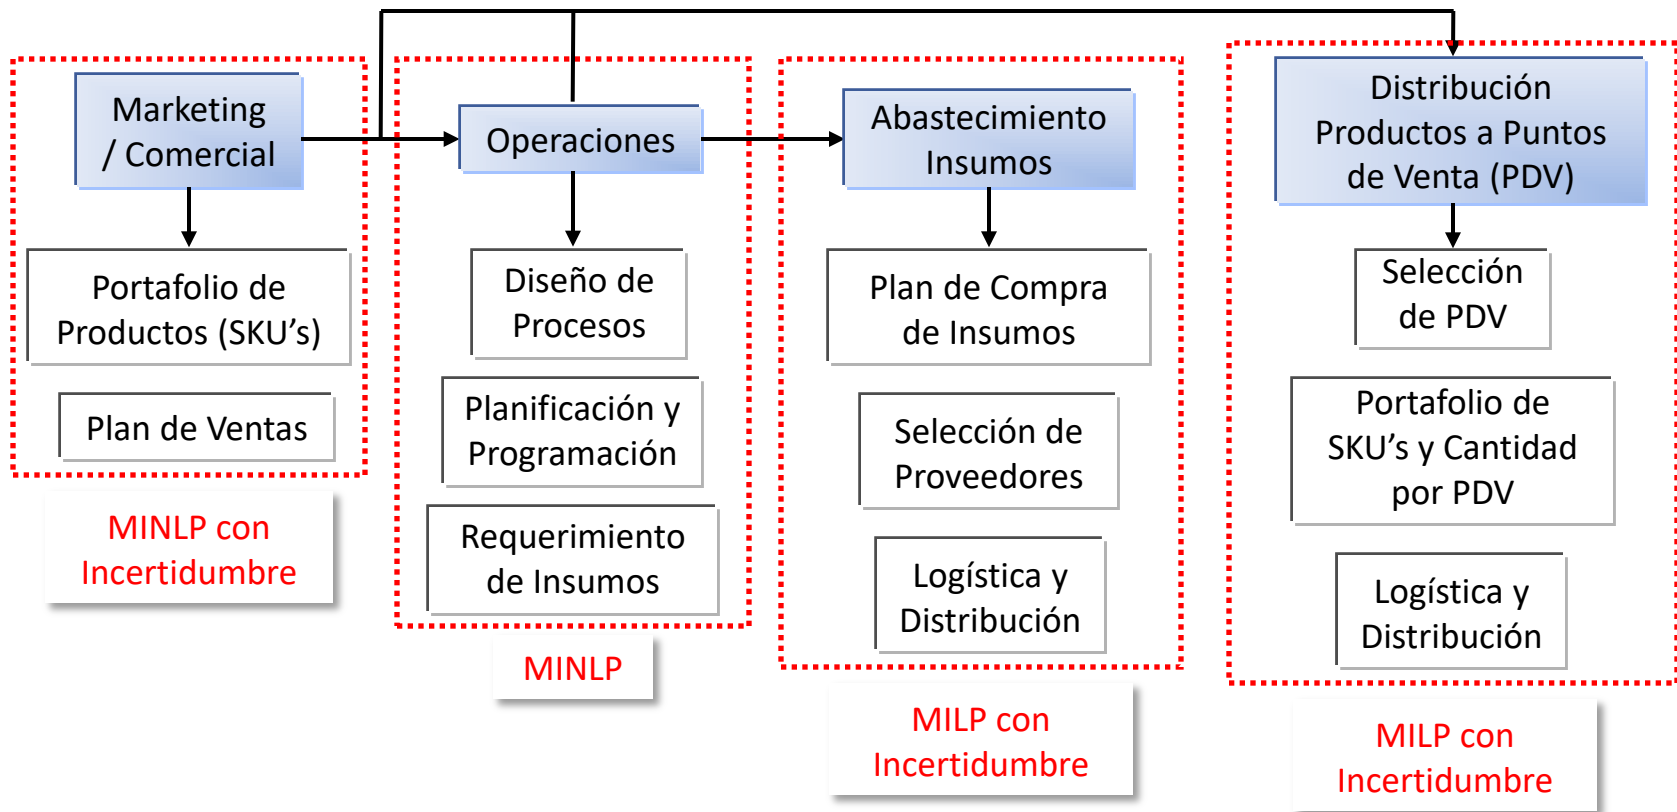 Marketing
/ Comercial
Portafolio de
Productos (SKU’s)
Plan de Ventas
MINLP con
Incertidumbre
Operaciones
Diseño de
Procesos
Planificación y
Programación
Requerimiento
de Insumos
MINLP
Abastecimiento
Insumos
Plan de Compra
de Insumos
Selección de
Proveedores
Logística y
Distribución
MILP con
Incertidumbre
Distribución
Productos a Puntos
de Venta (PDV)
Selección
de PDV
Portafolio de
SKU’s y Cantidad
por PDV
Logística y
Distribución
MILP con
Incertidumbre